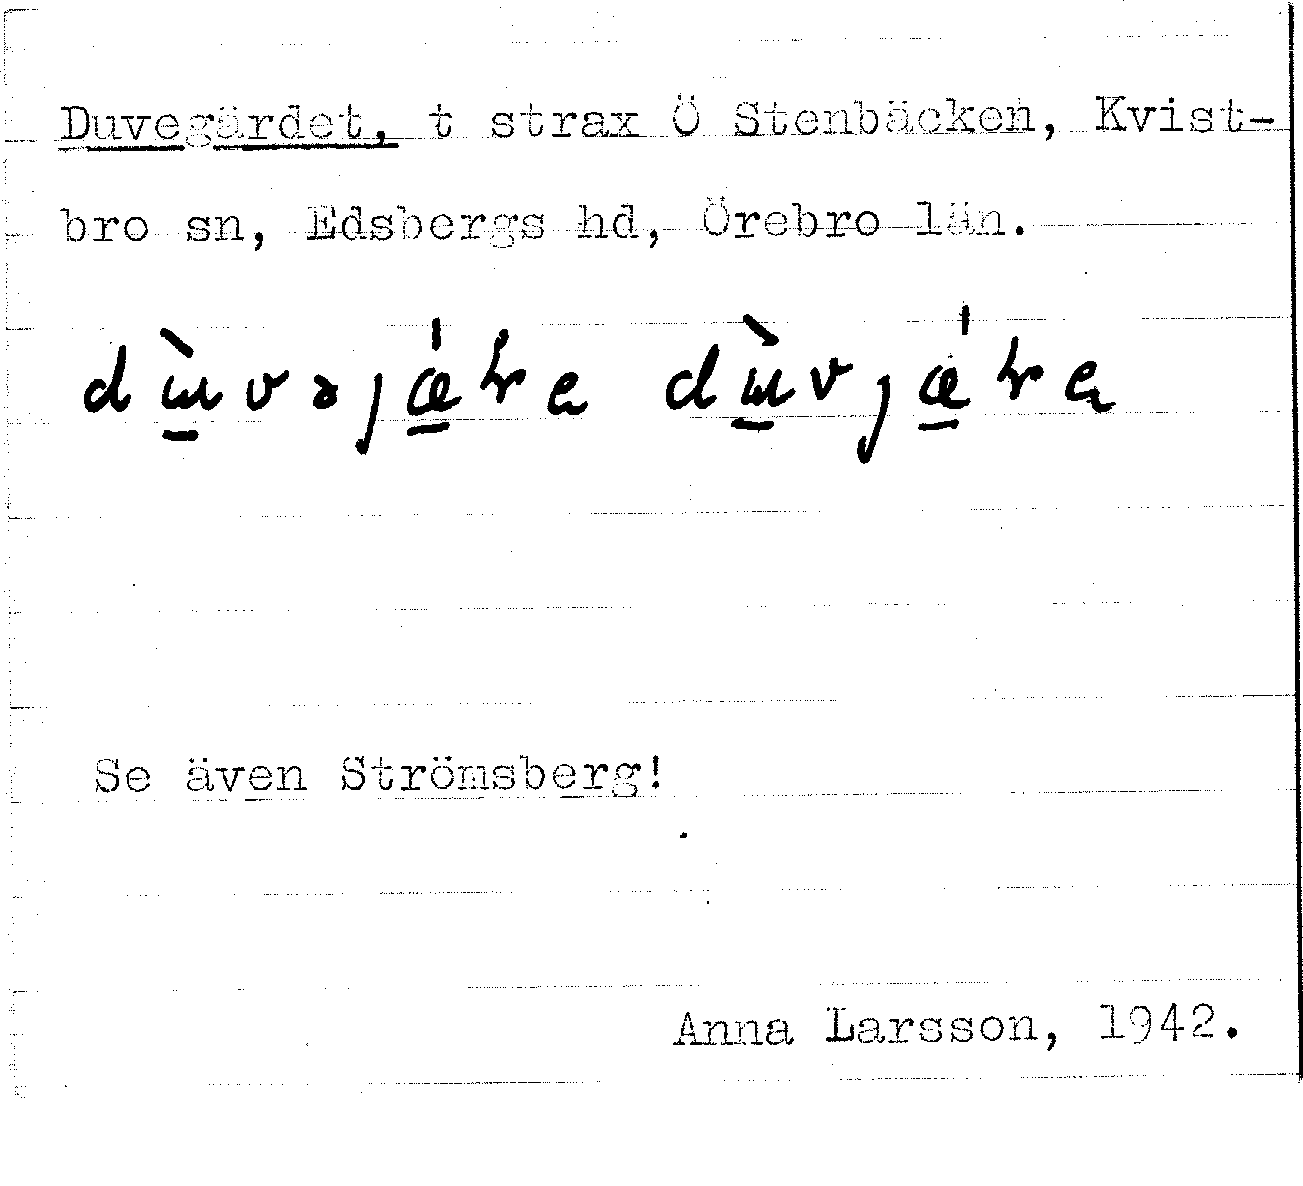 Duvegärdet, t strax Ö Stenbäcken, Kvist-
bro sn, Edsbergs hd, Örebro län.
Se även Strömsberg!
Anna Larsson, 1942.